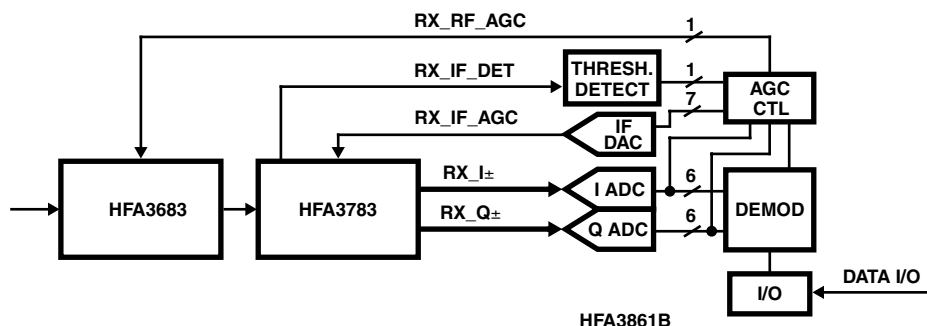 RX_RF_AGC
1
RX_IF_DET
THRESH.
DETECT
1
AGC
CTL
7
RX_IF_AGC
IF
DAC
HFA3683
HFA3783
RX_I±
I ADC
6
RX_Q±
Q ADC
6
DEMOD
I/O
DATA I/O
HFA3861B